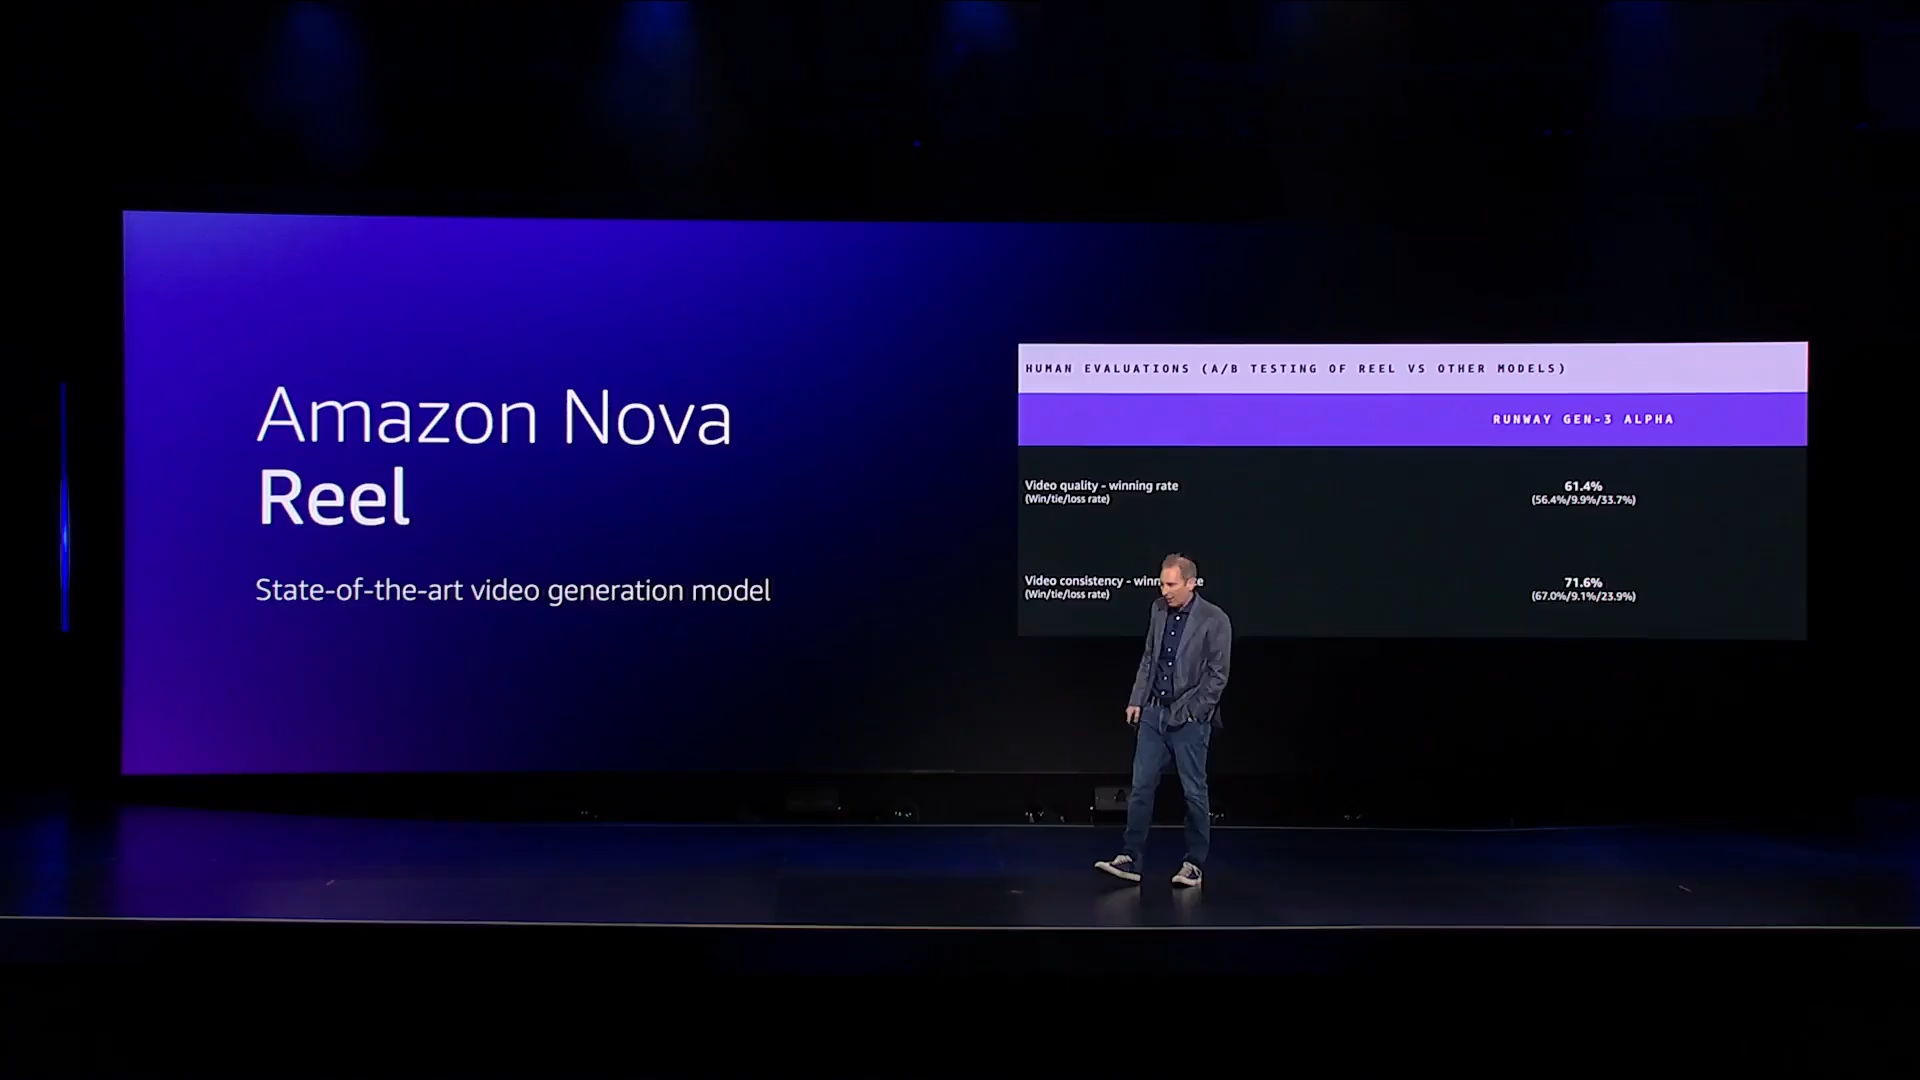 Amazon Nova
Reel
State-of-the-art video generation model
HUMAN EVALUATIONS (A/B TESTING OF REEL VS OTHER MODELS)
RUNWAY GEN-3 ALPHA
Video quality - winning rate
(Win/tie/loss rate)
61.4%
(56.4%/9.9%/33.7%)
Video consistency -
(Win/tie/loss rate)
71.6%
(67.0%/9.1%/23.9%)